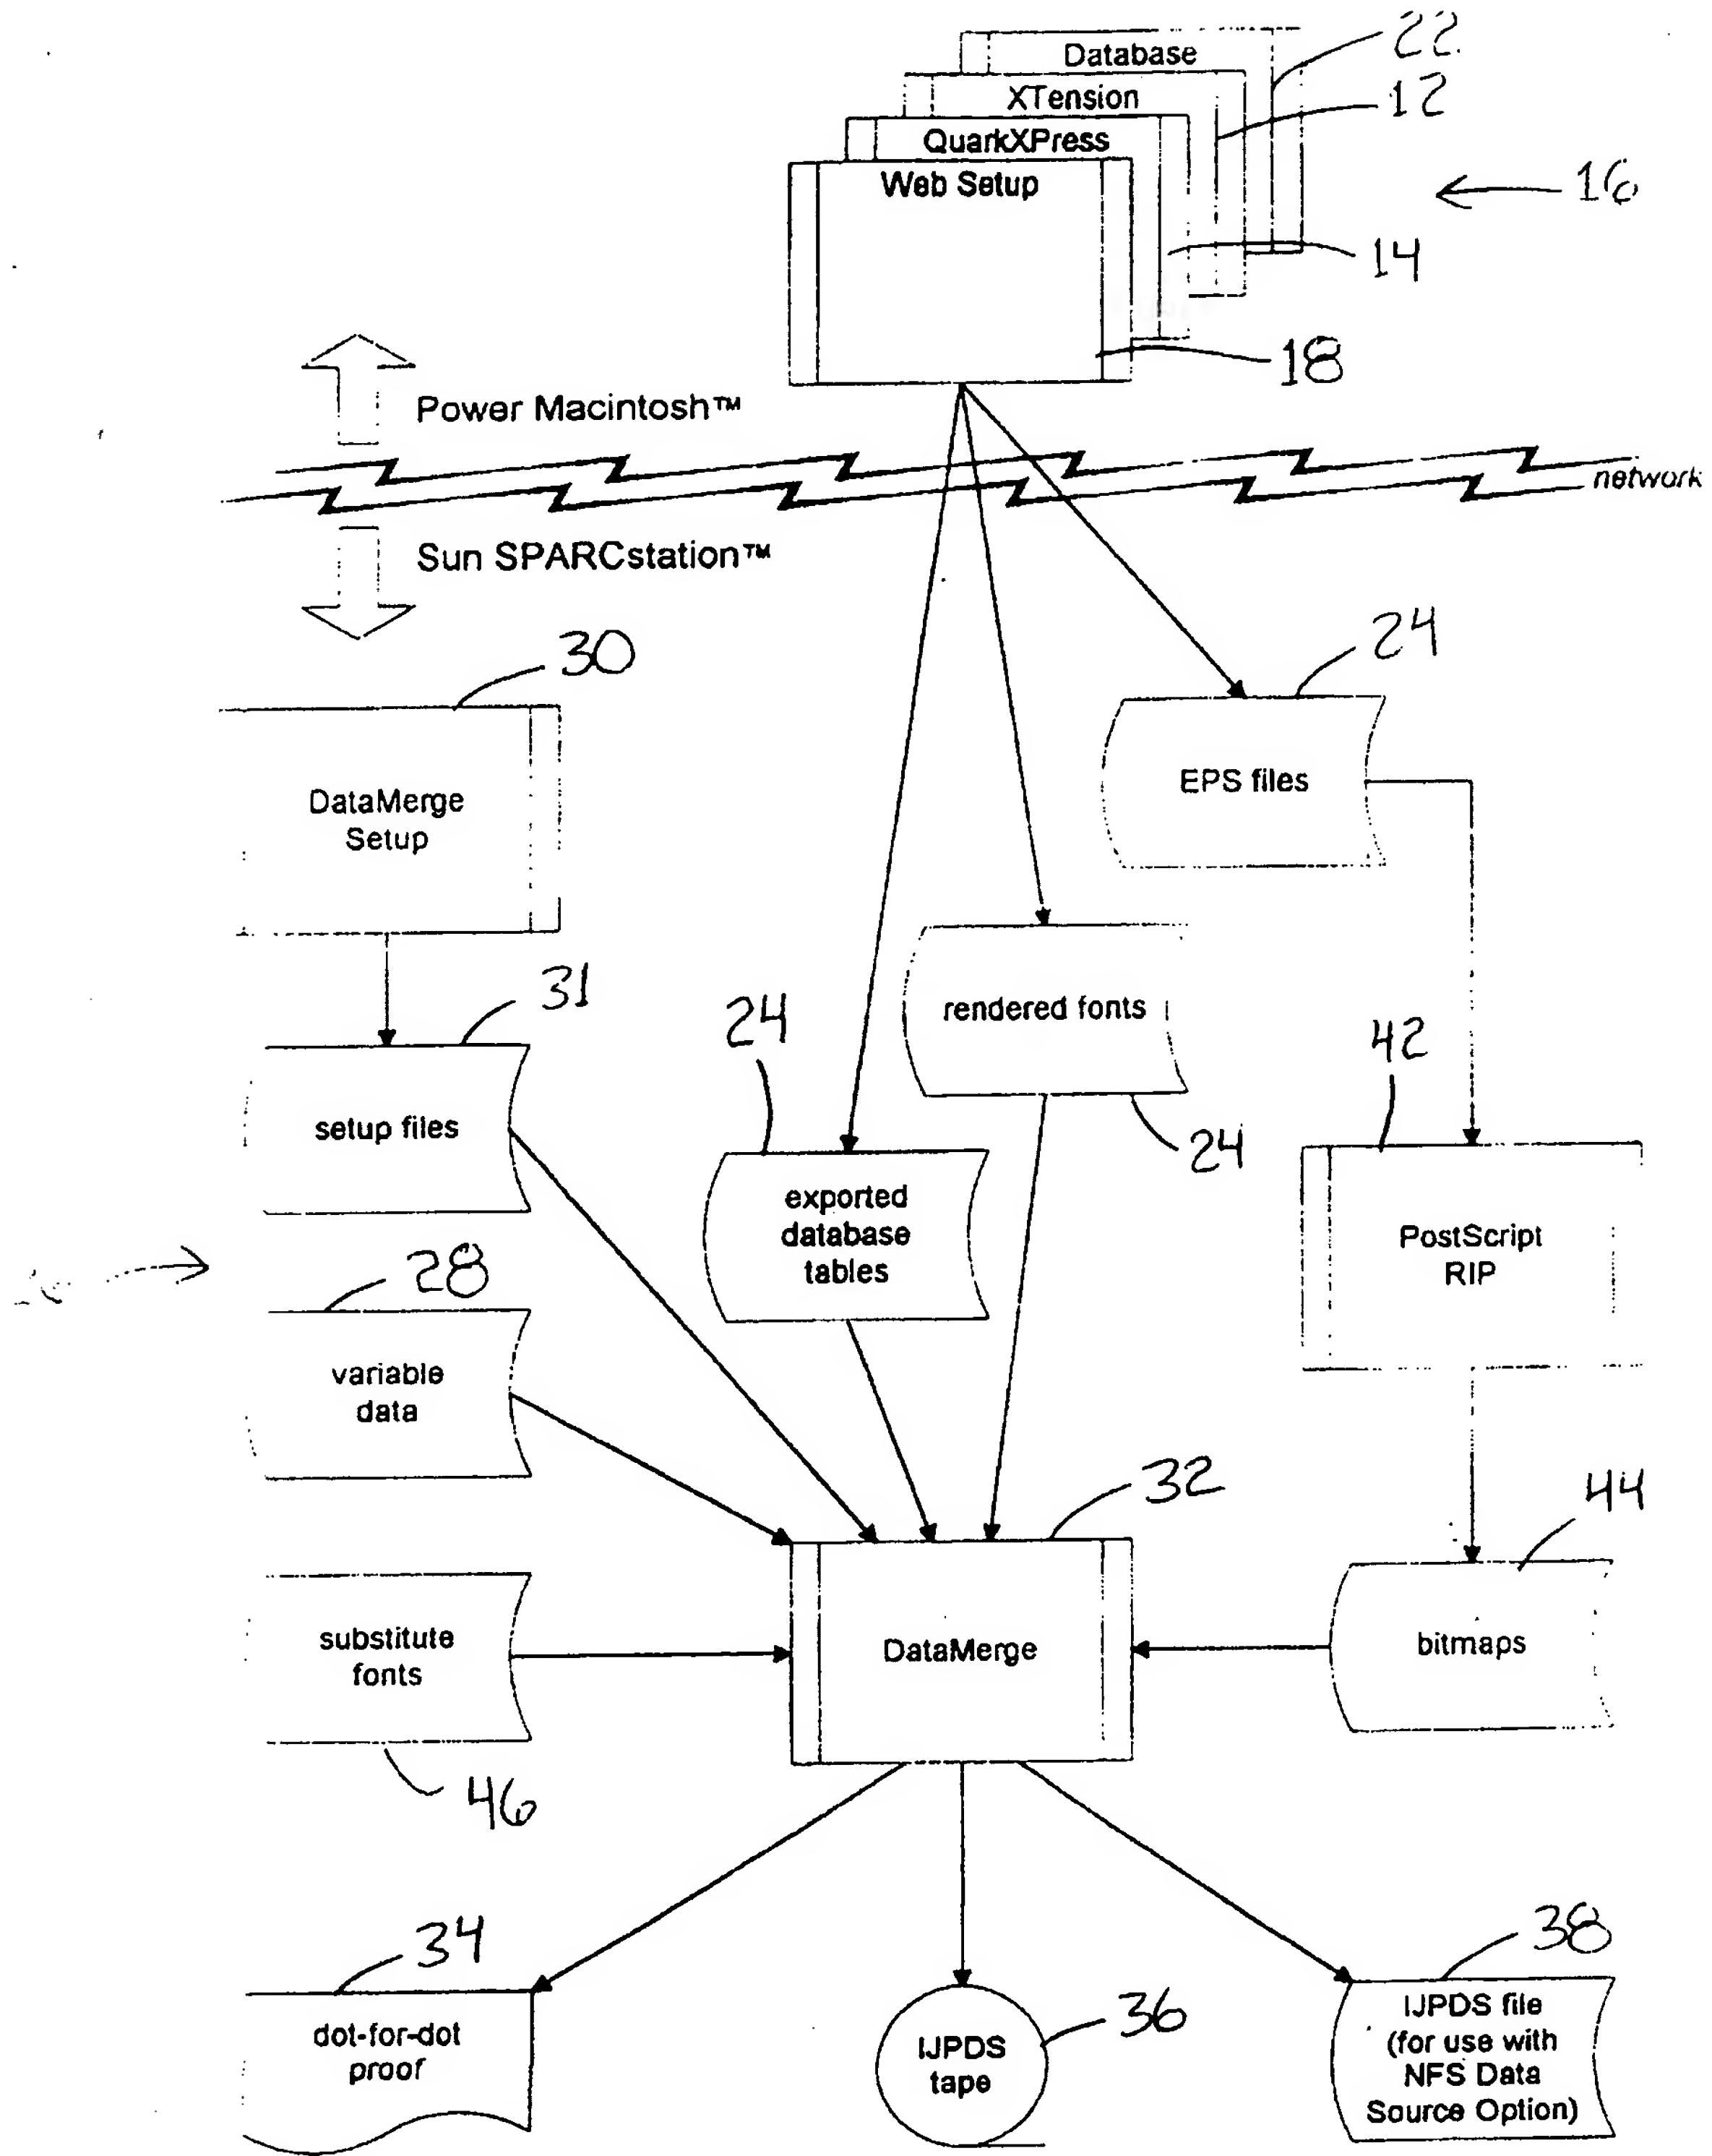 Database
22
XTension
12
QuarkXPress
Web Setup
16
14
18
Power Macintosh™
network
Sun SPARCstation™
30
24
DataMerge
Setup
EPS files
31
rendered fonts
24
42
setup files
24
exported
database
tables
PostScript
RIP
28
variable
data
32
44
substitute
fonts
DataMerge
bitmaps
46
34
38
dot-for-dot
proof
36
IJPDS
tape
IJPDS file
(for use with
NFS Data
Source Option)